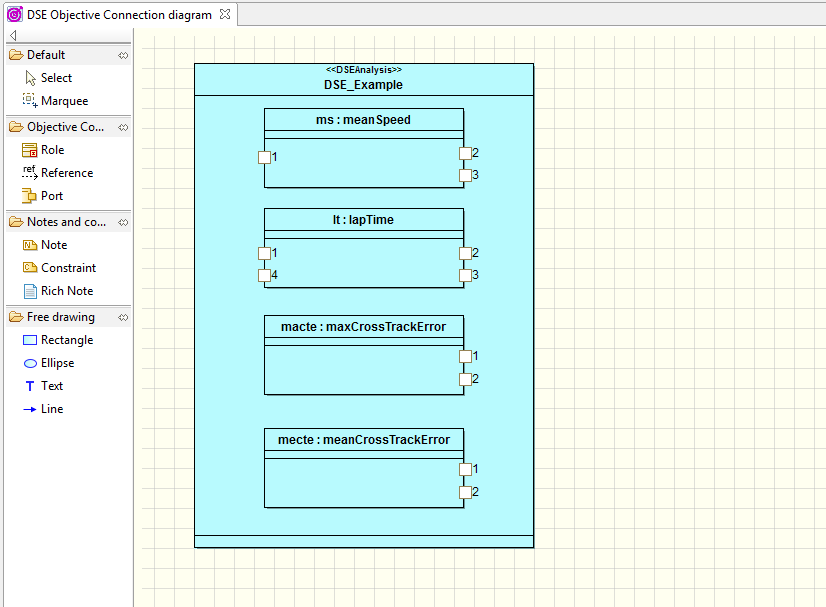 DSE Objective Connection diagram
Default
Select
Marquee
Objective Co...
Role
ref
Reference
Port
Notes and co...
N
Note
C
Constraint
Rich Note
Free drawing
Rectangle
Ellipse
T Text
Line
<<DSEAnalysis>>
DSE_Example
ms : meanSpeed
1
2
3
lt : lapTime
1
2
4
3
macte : maxCrossTrackError
1
2
mecte : meanCrossTrackError
1
2